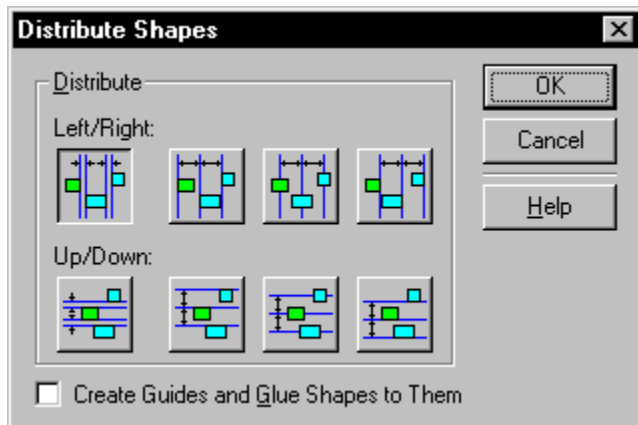 Distribute Shapes
Distribute
Left/Right:
Up/Down:
Create Guides and Glue Shapes to Them
OK
Cancel
Help